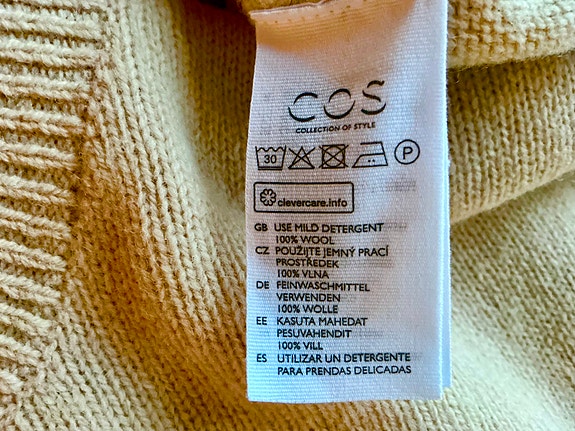 COS
COLLECTION OF STYLE
30 P
clevercare.info
GB USE MILD DETERGENT
100% WOOL
CZ POUŽIJTE JEMNÝ PRACÍ
PROSTŘEDEK
100% VLNA
DE FEINWASCHMITTEL
VERWENDEN
100% WOLLE
EE KASUTA MAHEDAT
PESUVAHENDIT
100% VILL
ES UTILIZAR UN DETERGENTE
PARA PRENDAS DELICADAS